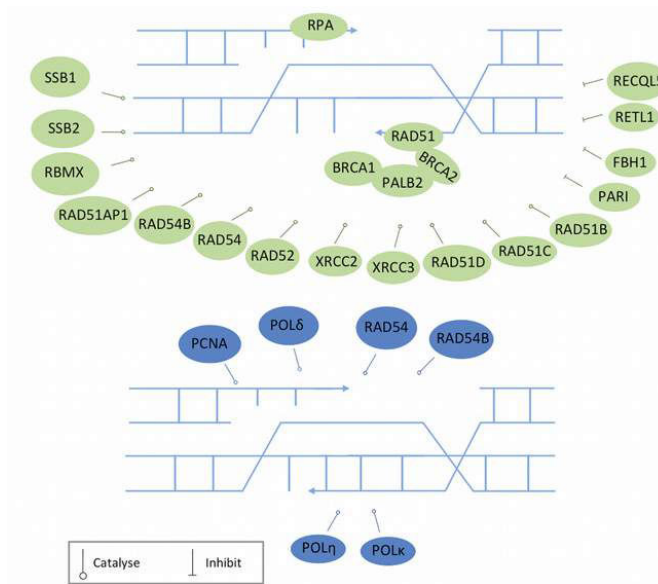 RPA
SSB1
RECQL5
SSB2
RETL1
RAD51
BRCA1
BRCA2
PALB2
FBH1
RBMX
PARI
RAD51AP1
RAD54B
RAD54
RAD52
XRCC2
XRCC3
RAD51D
RAD51C
RAD51B
PCNA
POLδ
RAD54
RAD54B
POLη
POLκ
Catalyse
Inhibit